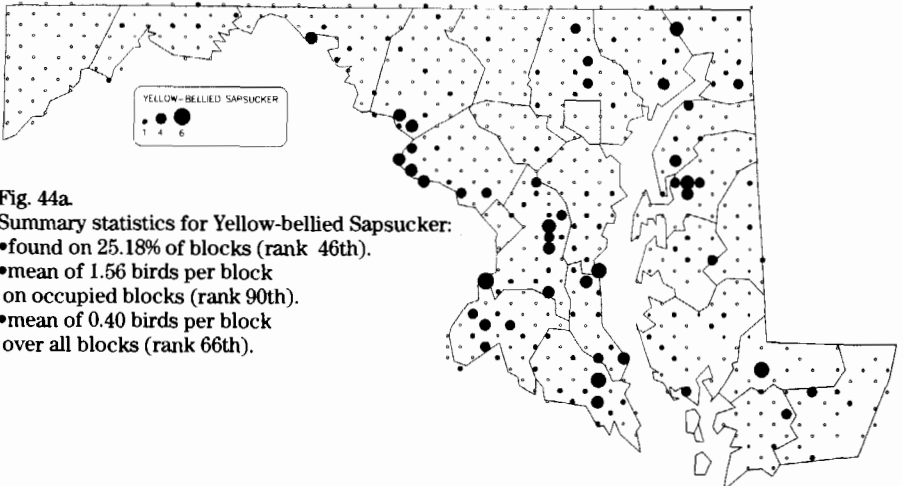 YELLOW-BELLIED SAPSUCKER
1 4 6
Fig. 44a.
Summary statistics for Yellow-bellied Sapsucker:
•found on 25.18% of blocks (rank 46th).
•mean of 1.56 birds per block
on occupied blocks (rank 90th).
•mean of 0.40 birds per block
over all blocks (rank 66th).